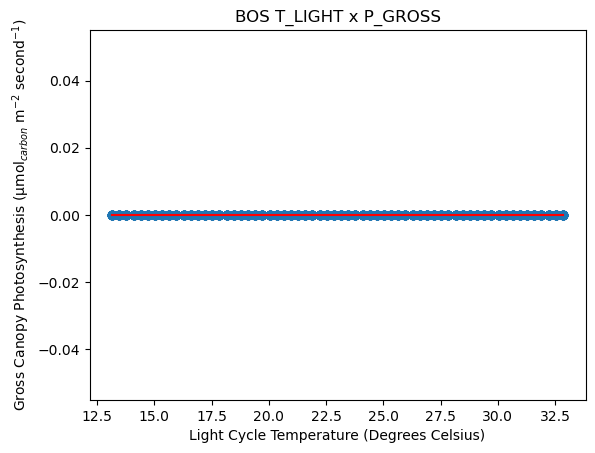 BOS T_LIGHT x P_GROSS
Gross Canopy Photosynthesis (µmol_carbon m⁻² second⁻¹)
0.04
0.02
0.00
−0.02
−0.04
12.5 15.0 17.5 20.0 22.5 25.0 27.5 30.0 32.5
Light Cycle Temperature (Degrees Celsius)